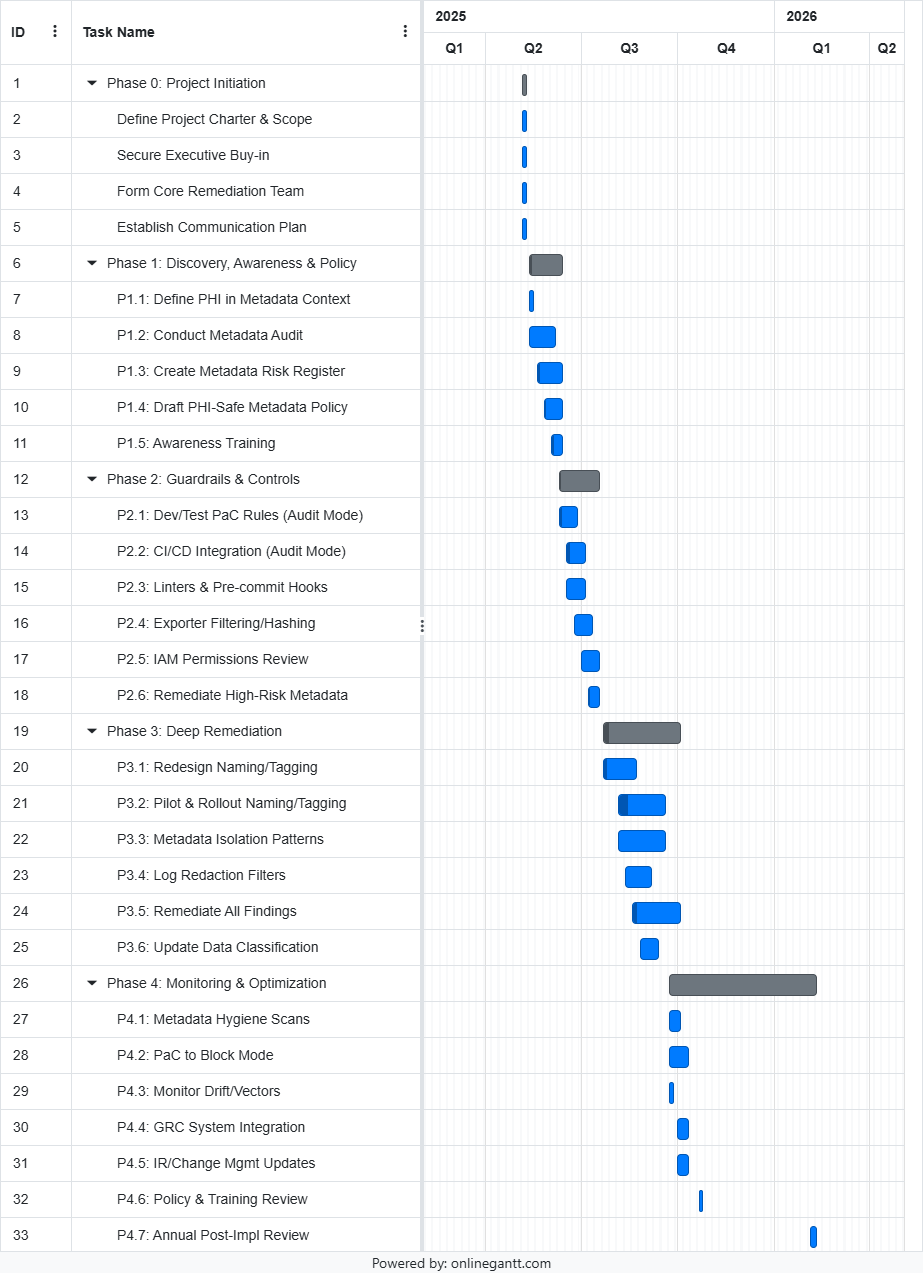 ID Task Name 2025 2026
Q1 Q2 Q3 Q4 Q1 Q2
1 Phase 0: Project Initiation
2 Define Project Charter & Scope
3 Secure Executive Buy-in
4 Form Core Remediation Team
5 Establish Communication Plan
6 Phase 1: Discovery, Awareness & Policy
7 P1.1: Define PHI in Metadata Context
8 P1.2: Conduct Metadata Audit
9 P1.3: Create Metadata Risk Register
10 P1.4: Draft PHI-Safe Metadata Policy
11 P1.5: Awareness Training
12 Phase 2: Guardrails & Controls
13 P2.1: Dev/Test PaC Rules (Audit Mode)
14 P2.2: CI/CD Integration (Audit Mode)
15 P2.3: Linters & Pre-commit Hooks
16 P2.4: Exporter Filtering/Hashing
17 P2.5: IAM Permissions Review
18 P2.6: Remediate High-Risk Metadata
19 Phase 3: Deep Remediation
20 P3.1: Redesign Naming/Tagging
21 P3.2: Pilot & Rollout Naming/Tagging
22 P3.3: Metadata Isolation Patterns
23 P3.4: Log Redaction Filters
24 P3.5: Remediate All Findings
25 P3.6: Update Data Classification
26 Phase 4: Monitoring & Optimization
27 P4.1: Metadata Hygiene Scans
28 P4.2: PaC to Block Mode
29 P4.3: Monitor Drift/Vectors
30 P4.4: GRC System Integration
31 P4.5: IR/Change Mgmt Updates
32 P4.6: Policy & Training Review
33 P4.7: Annual Post-Impl Review
Powered by: onlinegantt.com